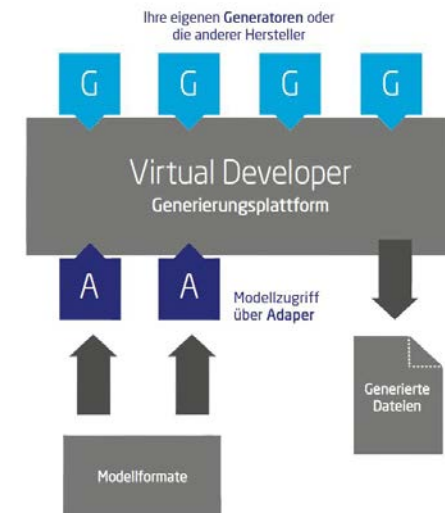 Ihre eigenen Generatoren oder
die anderer Hersteller
G G G G
Virtual Developer
Generierungsplattform
A A
Modellzugriff
über Adaper
Generierte
Dateien
Modellformate